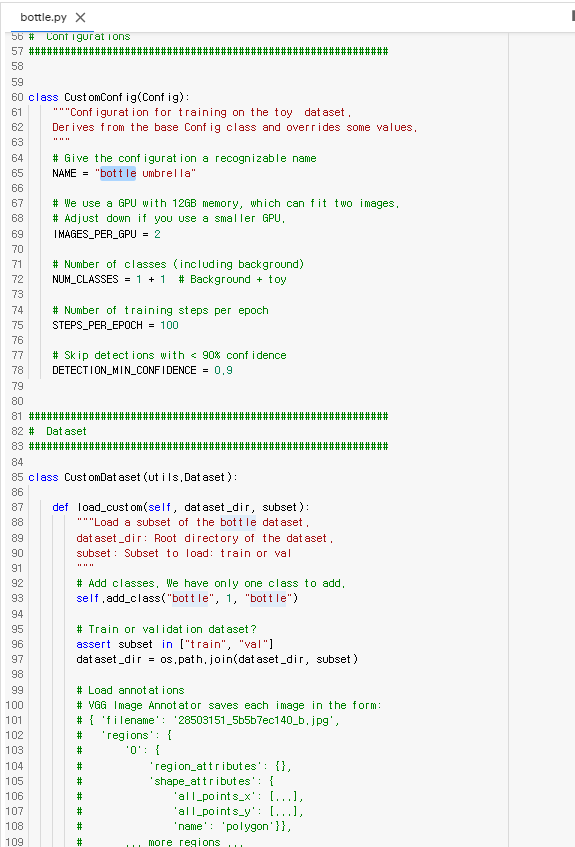 bottle.py
56 #  Configurations
57 ############################################################
58
59
60 class CustomConfig(Config):
61     """Configuration for training on the toy  dataset.
62     Derives from the base Config class and overrides some values.
63     """
64     # Give the configuration a recognizable name
65     NAME = "bottle umbrella"
66
67     # We use a GPU with 12GB memory, which can fit two images.
68     # Adjust down if you use a smaller GPU.
69     IMAGES_PER_GPU = 2
70
71     # Number of classes (including background)
72     NUM_CLASSES = 1 + 1  # Background + toy
73
74     # Number of training steps per epoch
75     STEPS_PER_EPOCH = 100
76
77     # Skip detections with < 90% confidence
78     DETECTION_MIN_CONFIDENCE = 0.9
79
80
81 ############################################################
82 #  Dataset
83 ############################################################
84
85 class CustomDataset(utils.Dataset):
86
87     def load_custom(self, dataset_dir, subset):
88         """Load a subset of the bottle dataset.
89         dataset_dir: Root directory of the dataset.
90         subset: Subset to load: train or val
91         """
92         # Add classes. We have only one class to add.
93         self.add_class("bottle", 1, "bottle")
94
95         # Train or validation dataset?
96         assert subset in ["train", "val"]
97         dataset_dir = os.path.join(dataset_dir, subset)
98
99         # Load annotations
100         # VGG Image Annotator saves each image in the form:
101         # { 'filename': '28503151_5b5b7ec140_b.jpg',
102         #   'regions': {
103         #       '0': {
104         #           'region_attributes': {},
105         #           'shape_attributes': {
106         #               'all_points_x': [...],
107         #               'all_points_y': [...],
108         #               'name': 'polygon'}},
109         #       ... more regions ...